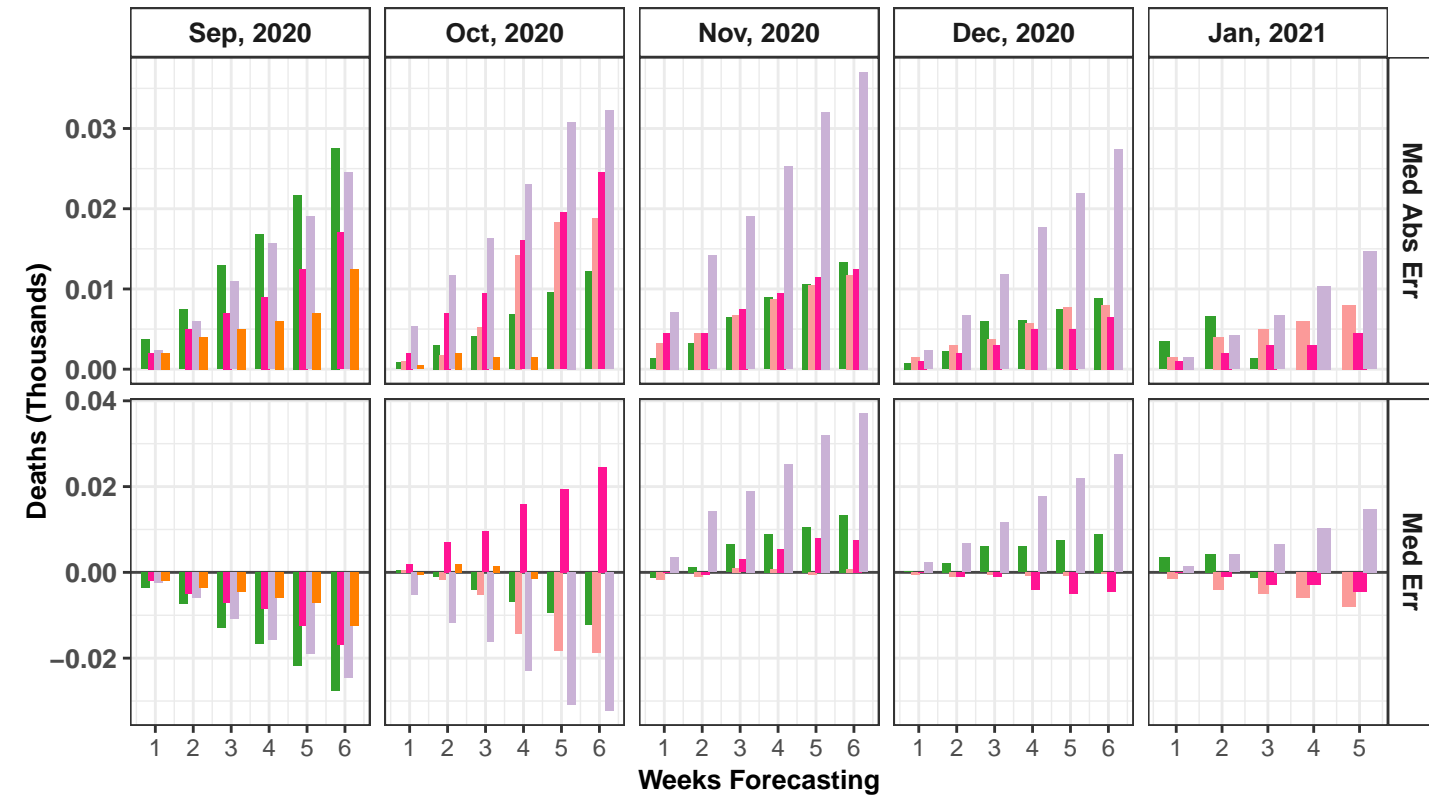 Sep, 2020 Oct, 2020 Nov, 2020 Dec, 2020 Jan, 2021
Deaths (Thousands)
0.03
0.02
0.01
0.00
Med Abs Err
0.04
0.02
0.00
−0.02
Med Err
1 2 3 4 5 6 1 2 3 4 5 6 1 2 3 4 5 6 1 2 3 4 5 6 1 2 3 4 5
Weeks Forecasting